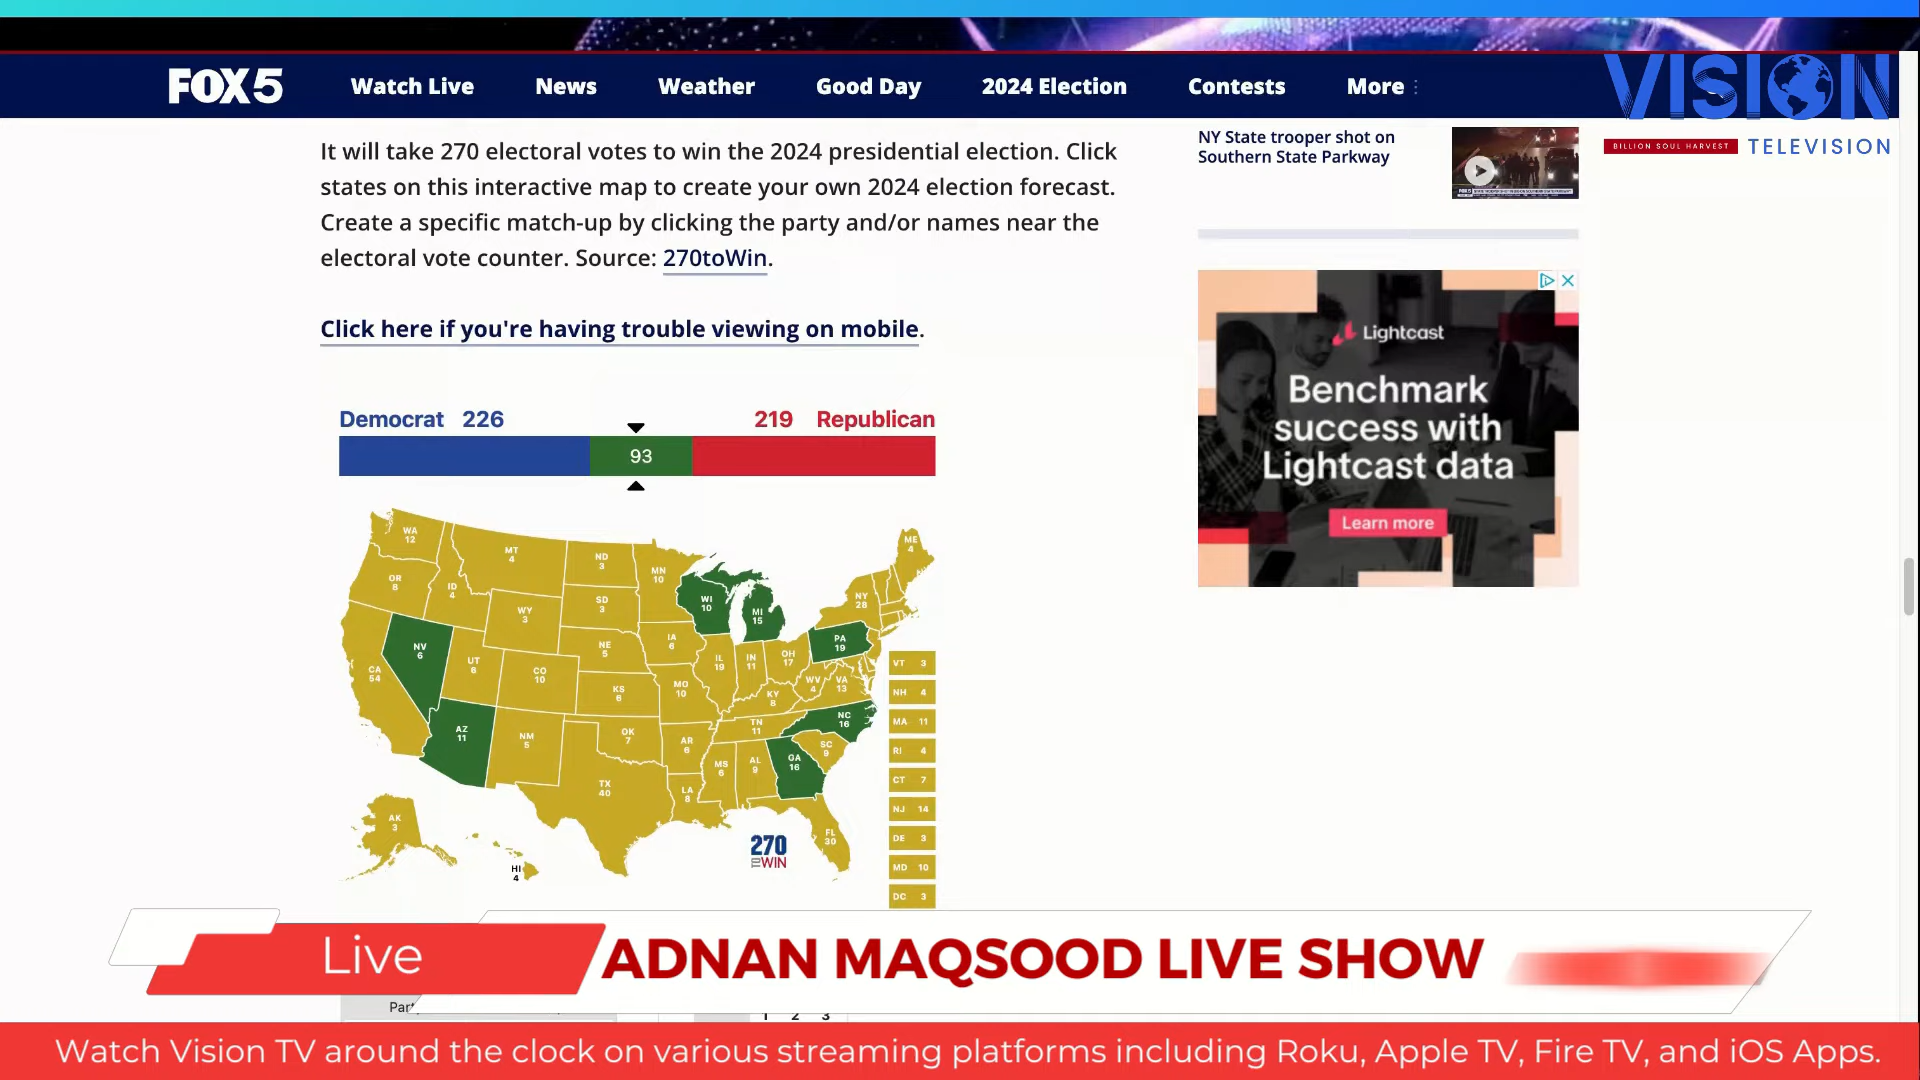 FOX 5
Watch Live
News
Weather
Good Day
2024 Election
Contests
More
VISION
BILLION SOUL HARVEST
TELEVISION
It will take 270 electoral votes to win the 2024 presidential election. Click
states on this interactive map to create your own 2024 election forecast.
Create a specific match-up by clicking the party and/or names near the
electoral vote counter. Source: 270toWin.
Click here if you're having trouble viewing on mobile.
NY State trooper shot on
Southern State Parkway
Lightcast
Benchmark
success with
Lightcast data
Learn more
Democrat 226
219 Republican
93
WA
12
OR
8
CA
54
NV
6
ID
4
MT
4
WY
3
UT
6
AZ
11
CO
10
NM
5
ND
3
SD
3
NE
5
KS
6
OK
7
TX
40
MN
10
IA
6
MO
10
AR
6
LA
8
WI
10
IL
19
MI
15
IN
11
OH
17
KY
8
TN
11
MS
6
AL
9
GA
16
FL
30
SC
9
NC
16
VA
13
WV
4
PA
19
NY
28
ME
4
AK
3
HI
4
VT 3
NH 4
MA 11
RI 4
CT 7
NJ 14
DE 3
MD 10
DC 3
270
TO WIN
Live
ADNAN MAQSOOD LIVE SHOW
Part
1 2 3
Watch Vision TV around the clock on various streaming platforms including Roku, Apple TV, Fire TV, and iOS Apps.